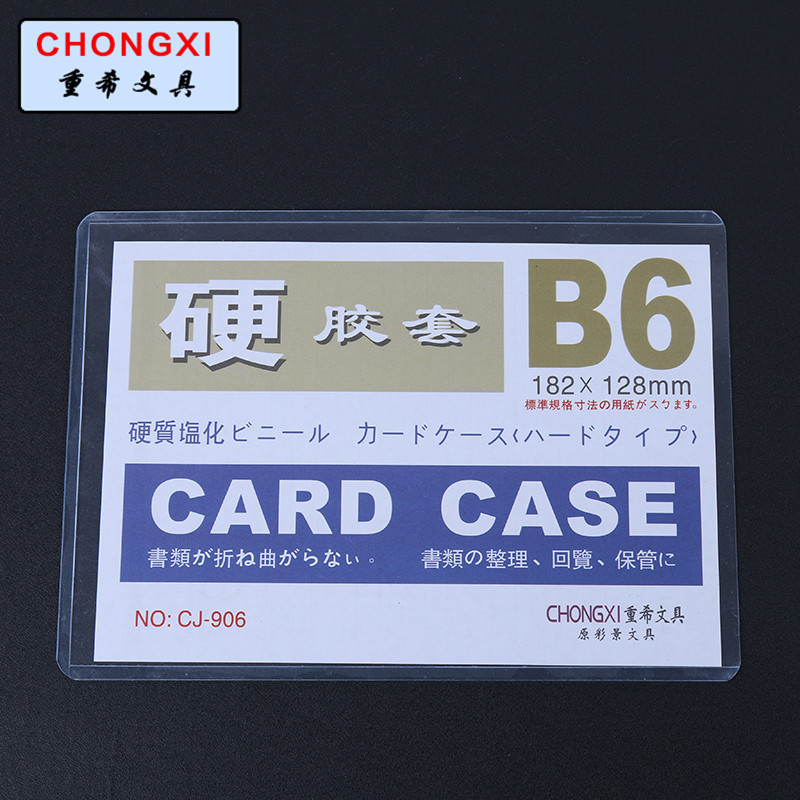 CHONGXI
重希文具
硬胶套
B6
182X128mm
標準規格寸法の用紙がスクます。
硬質塩化ビニール カードケース〈ハードタイプ〉
CARD CASE
書類が折ね曲がらない。 書類の整理、回覽、保管に
NO: CJ-906
CHONGXI重希文具
原彩景文具